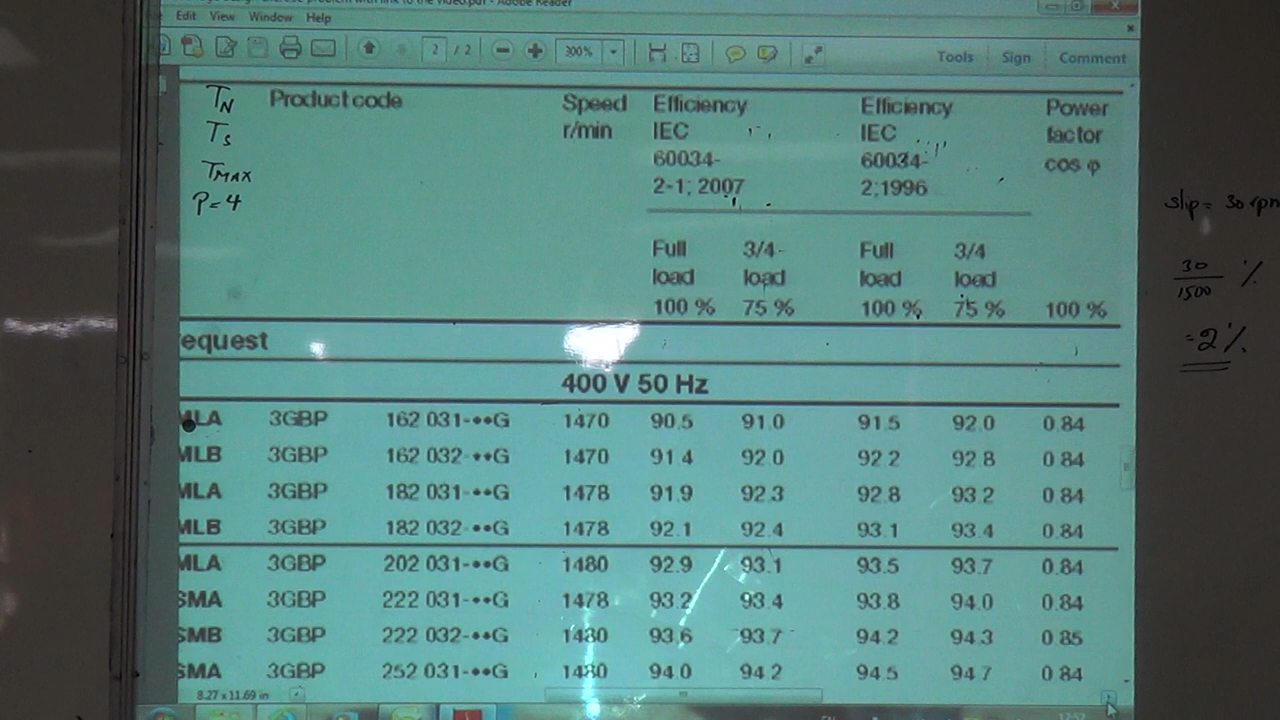 Edit View Window Help
2 / 2 300% Tools Sign Comment
TN Product code Speed Efficiency Efficiency Power
Ts r/min IEC IEC factor
TMAX 60034- 60034- cos φ
P=4 2-1; 2007 2;1996
slip = 30 rpm
Full 3/4- Full 3/4
load load load load
100 % 75 % 100 % 75 % 100 %
30/1500 %
= 2%
equest
400 V 50 Hz
MLA 3GBP 162 031-••G 1470 90.5 91.0 91.5 92.0 0.84
MLB 3GBP 162 032-••G 1470 91.4 92.0 92.2 92.8 0.84
MLA 3GBP 182 031-••G 1478 91.9 92.3 92.8 93.2 0.84
MLB 3GBP 182 032-••G 1478 92.1 92.4 93.1 93.4 0.84
MLA 3GBP 202 031-••G 1480 92.9 93.1 93.5 93.7 0.84
SMA 3GBP 222 031-••G 1478 93.2 93.4 93.8 94.0 0.84
SMB 3GBP 222 032-••G 1480 93.6 93.7 94.2 94.3 0.85
SMA 3GBP 252 031-••G 1480 94.0 94.2 94.5 94.7 0.84
8.27 x 11.69 in